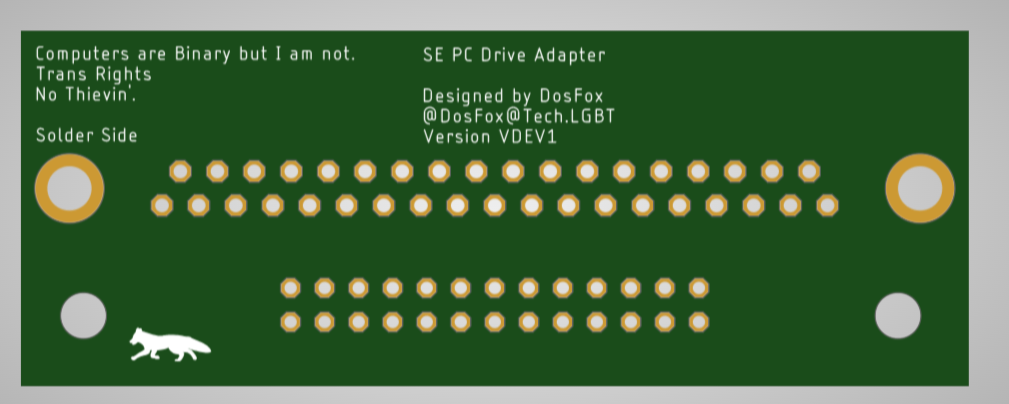 Computers are Binary but I am not.
Trans Rights
No Thievin'.
Solder Side
SE PC Drive Adapter
Designed by DosFox
@DosFox@Tech.LGBT
Version VDEV1